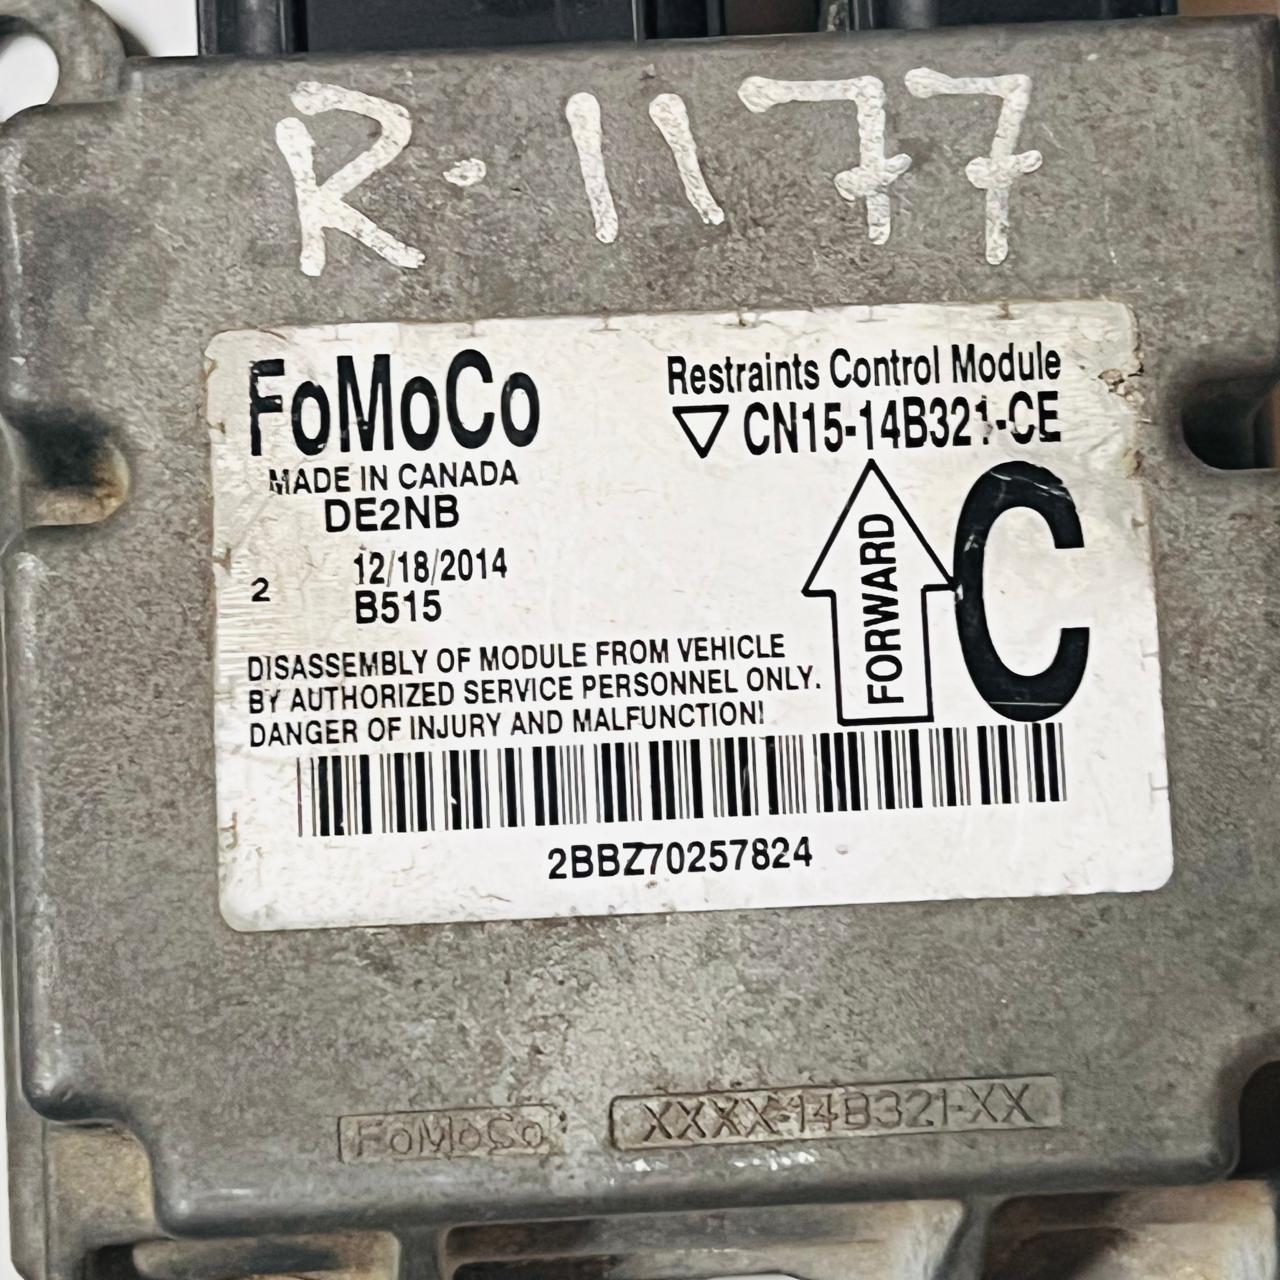 R·1177
FoMoCo
MADE IN CANADA
DE2NB
12/18/2014
2
B515
Restraints Control Module
CN15-14B321-CE
FORWARD
C
DISASSEMBLY OF MODULE FROM VEHICLE
BY AUTHORIZED SERVICE PERSONNEL ONLY.
DANGER OF INJURY AND MALFUNCTION!
2BBZ70257824
FoMoCo
XXXX-14B321-XX